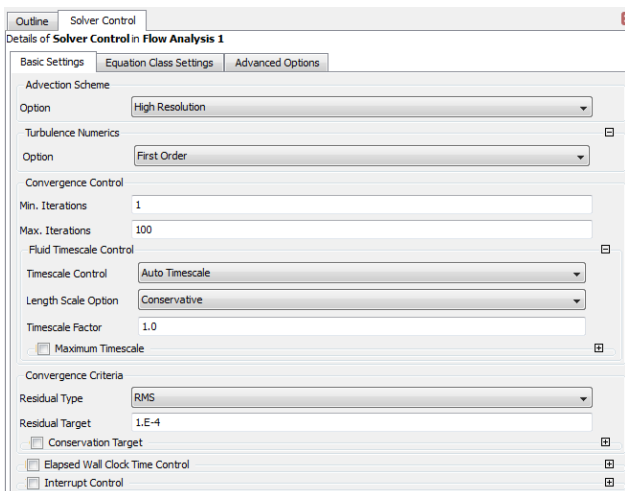 Outline Solver Control
Details of Solver Control in Flow Analysis 1
Basic Settings Equation Class Settings Advanced Options
Advection Scheme
Option High Resolution
Turbulence Numerics
Option First Order
Convergence Control
Min. Iterations 1
Max. Iterations 100
Fluid Timescale Control
Timescale Control Auto Timescale
Length Scale Option Conservative
Timescale Factor 1.0
Maximum Timescale
Convergence Criteria
Residual Type RMS
Residual Target 1.E-4
Conservation Target
Elapsed Wall Clock Time Control
Interrupt Control